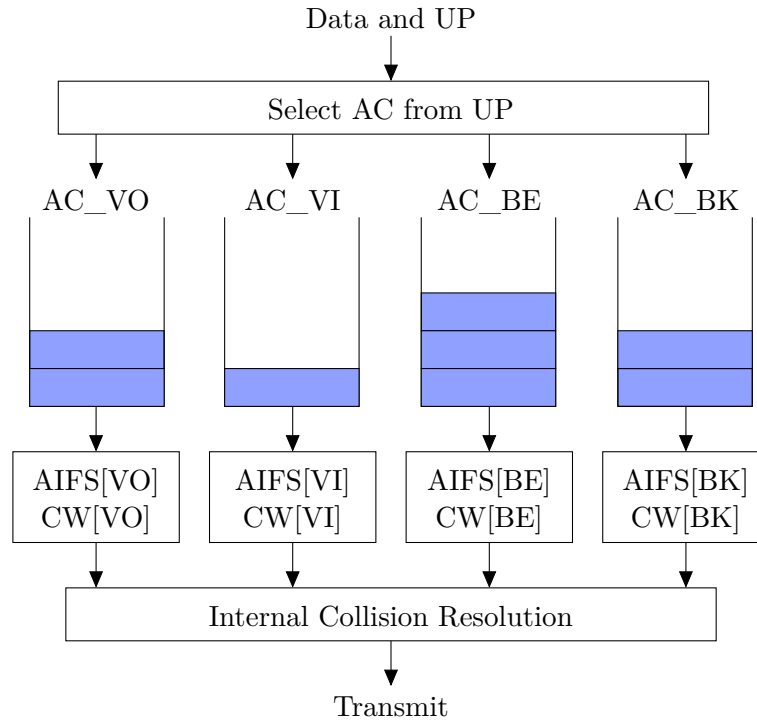 Data and UP
Select AC from UP
AC_VO AC_VI AC_BE AC_BK
AIFS[VO] AIFS[VI] AIFS[BE] AIFS[BK]
CW[VO] CW[VI] CW[BE] CW[BK]
Internal Collision Resolution
Transmit